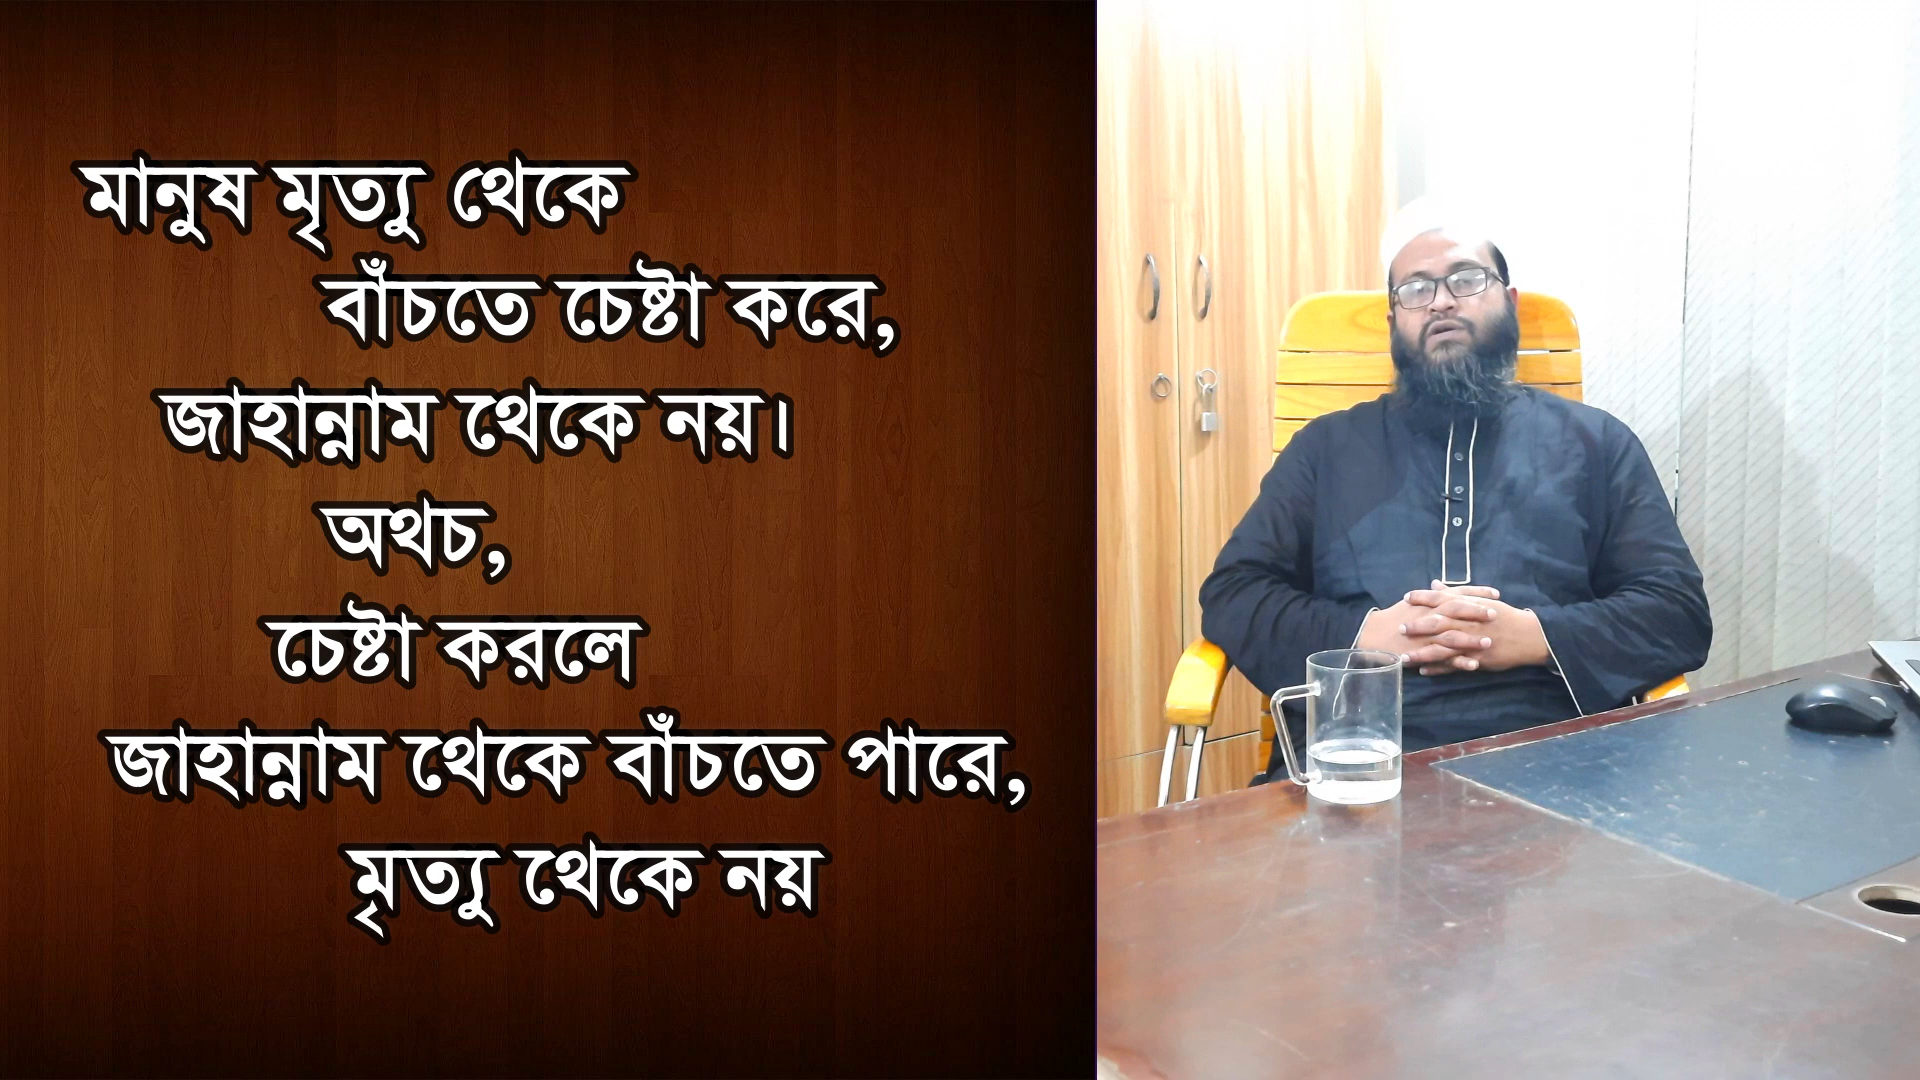 মানুষ মৃত্যু থেকে
বাঁচতে চেষ্টা করে,
জাহান্নাম থেকে নয়।
অথচ,
চেষ্টা করলে
জাহান্নাম থেকে বাঁচতে পারে,
মৃত্যু থেকে নয়